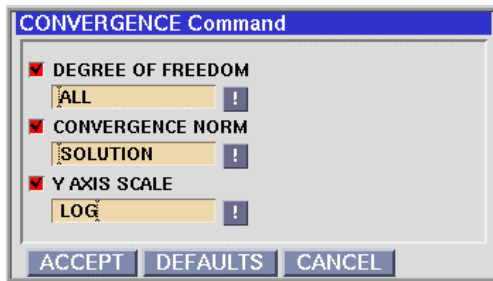 CONVERGENCE Command
DEGREE OF FREEDOM
ALL
!
CONVERGENCE NORM
SOLUTION
!
Y AXIS SCALE
LOG
!
ACCEPT DEFAULTS CANCEL